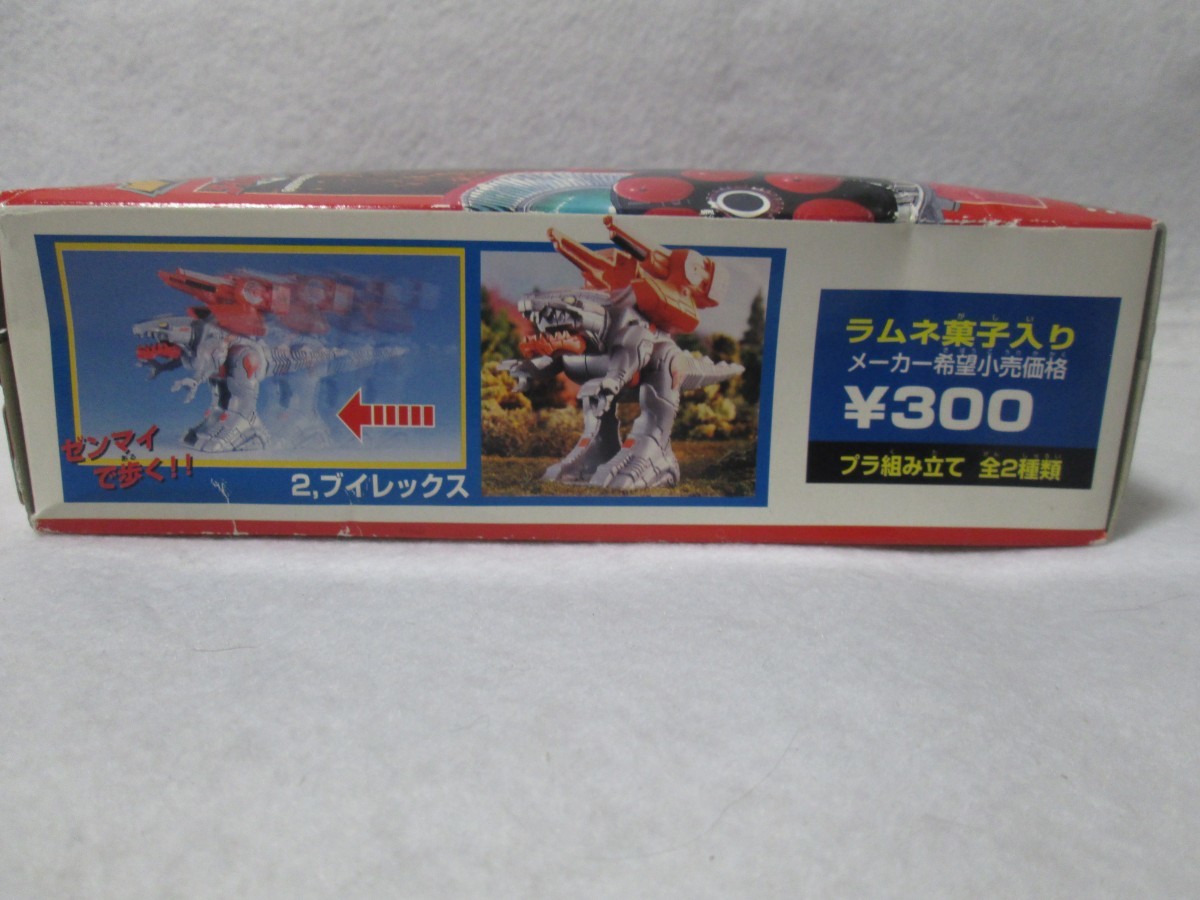 ゼンマイ
で歩く!!
2,ブイレックス
ラムネ菓子入り
メーカー希望小売価格
¥300
プラ組み立て 全2種類